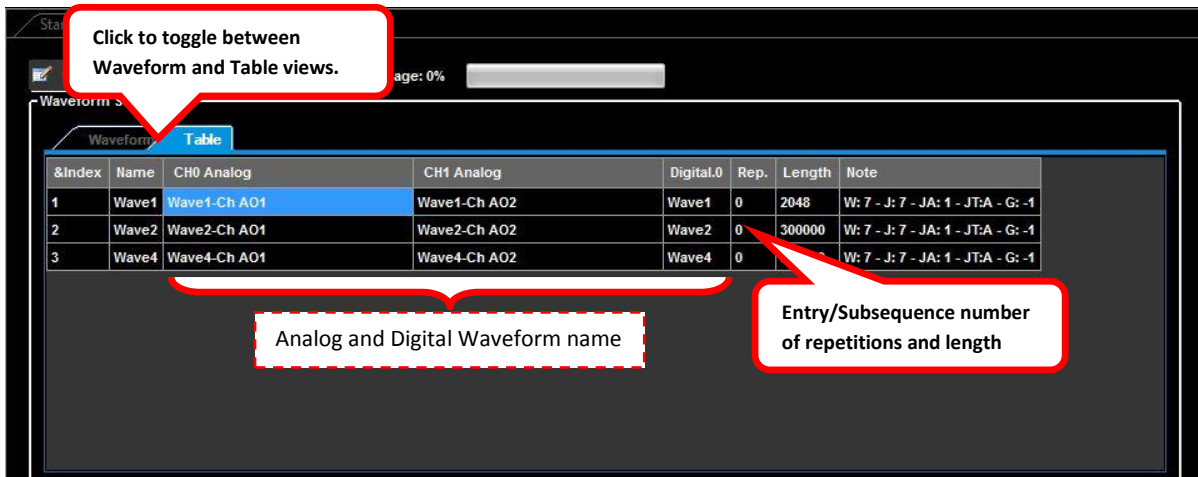 Click to toggle between
Waveform and Table views.
age: 0%
Waveform
Waveform Table
&Index Name CH0 Analog CH1 Analog Digital.0 Rep. Length Note
1 Wave1 Wave1-Ch AO1 Wave1-Ch AO2 Wave1 0 2048 W: 7 - J: 7 - JA: 1 - JT:A - G: -1
2 Wave2 Wave2-Ch AO1 Wave2-Ch AO2 Wave2 0 300000 W: 7 - J: 7 - JA: 1 - JT:A - G: -1
3 Wave4 Wave4-Ch AO1 Wave4-Ch AO2 Wave4 0 W: 7 - J: 7 - JA: 1 - JT:A - G: -1
Analog and Digital Waveform name
Entry/Subsequence number
of repetitions and length